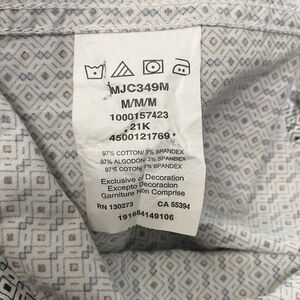 MJC349M
M/M/M
1000157423
21K
4500121769 *
97% COTTON/ 3% SPANDEX
97% ALGODON/ 3% SPANDEX
97% COTON/ 3% SPANDEX
Exclusive of Decoration
Excepto Decoracion
Garniture Non Comprise
RN 130273 CA 55394
191684149106